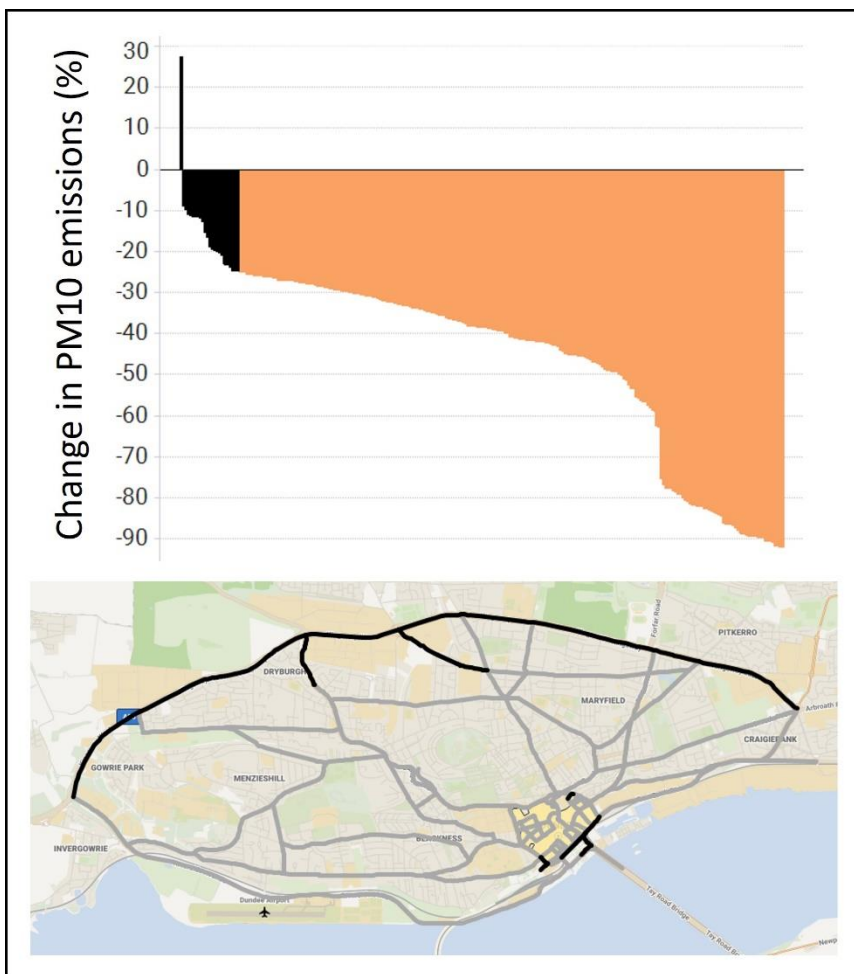 Change in PM10 emissions (%)
30
20
10
0
-10
-20
-30
-40
-50
-60
-70
-80
-90
Forfar Road
PITKERRO
DRYBURGH
MARYFIELD
Arbroath
GOWRIE PARK
CRAIGIEBANK
MENZIESHILL
BLACKNESS
INVERGOWRIE
Dundee Airport
Tay Road Bridge
Tay Road